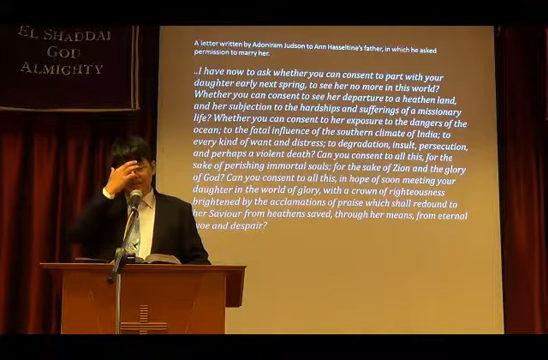 EL SHADDAI
GOD
ALMIGHTY
A letter written by Adoniram Judson to Ann Hasseltine's father, in which he asked
permission to marry her.
..I have now to ask whether you can consent to part with your
daughter early next spring, to see her no more in this world?
Whether you can consent to see her departure to a heathen land,
and her subjection to the hardships and sufferings of a missionary
life? Whether you can consent to her exposure to the dangers of the
ocean; to the fatal influence of the southern climate of India; to
every kind of want and distress; to degradation, insult, persecution,
and perhaps a violent death? Can you consent to all this, for the
sake of perishing immortal souls; for the sake of Zion and the glory
of God? Can you consent to all this, in hope of soon meeting your
daughter in the world of glory, with a crown of righteousness
brightened by the acclamations of praise which shall redound to
her Saviour from heathens saved, through her means, from eternal
woe and despair?